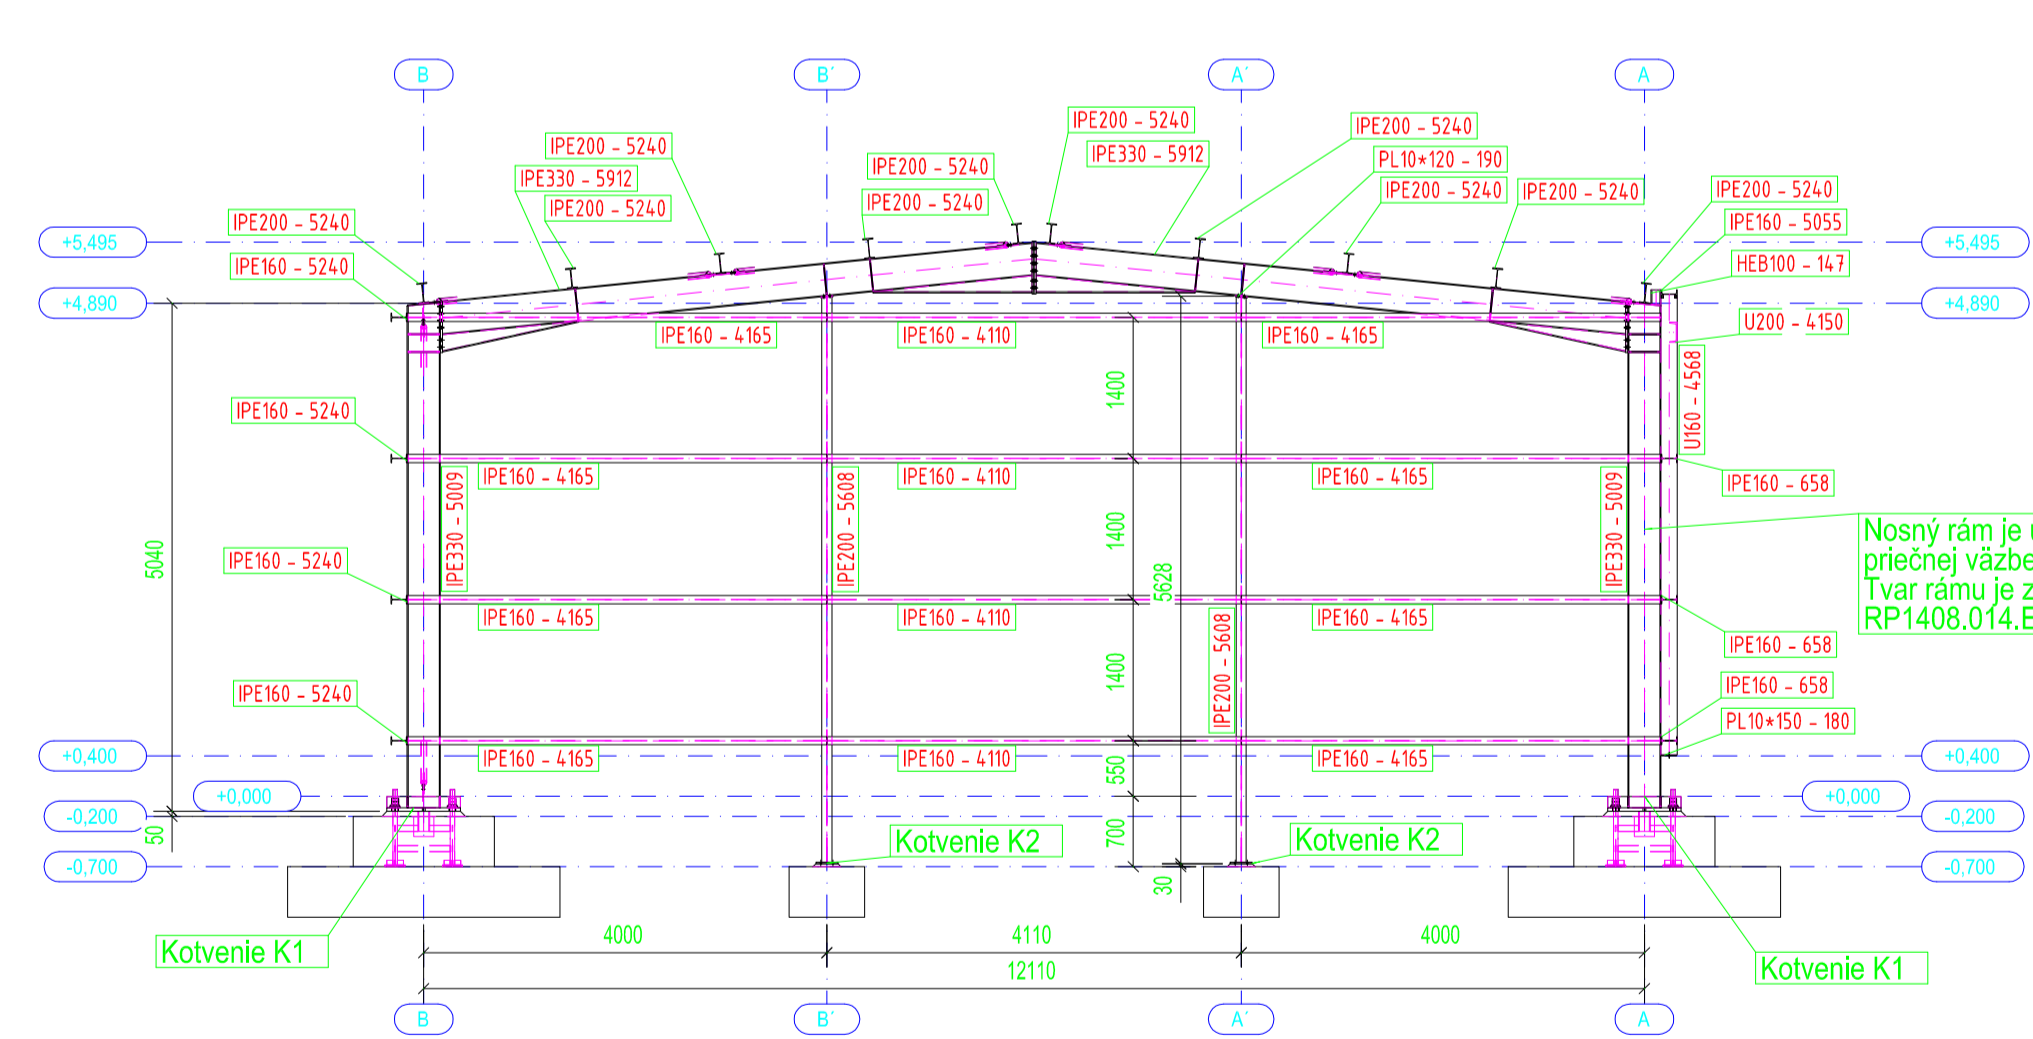 B
B´
A´
A
IPE200 - 5240
IPE200 - 5240
IPE200 - 5240
IPE330 - 5912
PL10*120 - 190
IPE200 - 5240
IPE330 - 5912
IPE200 - 5240
IPE200 - 5240
IPE200 - 5240
IPE200 - 5240
IPE200 - 5240
IPE200 - 5240
IPE200 - 5240
IPE160 - 5055
+5,495
+5,495
IPE160 - 5240
HEB100 - 147
+4,890
+4,890
U200 - 4150
IPE160 - 4165
IPE160 - 4110
IPE160 - 4165
1400
U160 - 4568
IPE160 - 5240
IPE160 - 4165
IPE160 - 4110
IPE160 - 4165
IPE160 - 658
IPE330 - 5009
IPE200 - 5608
IPE330 - 5009
1400
5040
5628
Nosný rám je u
priečnej väzbe
Tvar rámu je z
RP1408.014.E
IPE160 - 5240
IPE160 - 4165
IPE160 - 4110
IPE160 - 4165
IPE160 - 658
1400
IPE200 - 5608
IPE160 - 5240
IPE160 - 658
PL10*150 - 180
+0,400
IPE160 - 4165
IPE160 - 4110
IPE160 - 4165
+0,400
550
+0,000
+0,000
-0,200
-0,200
50
700
Kotvenie K2
Kotvenie K2
-0,700
-0,700
30
Kotvenie K1
4000
4110
4000
12110
Kotvenie K1
B
B´
A´
A